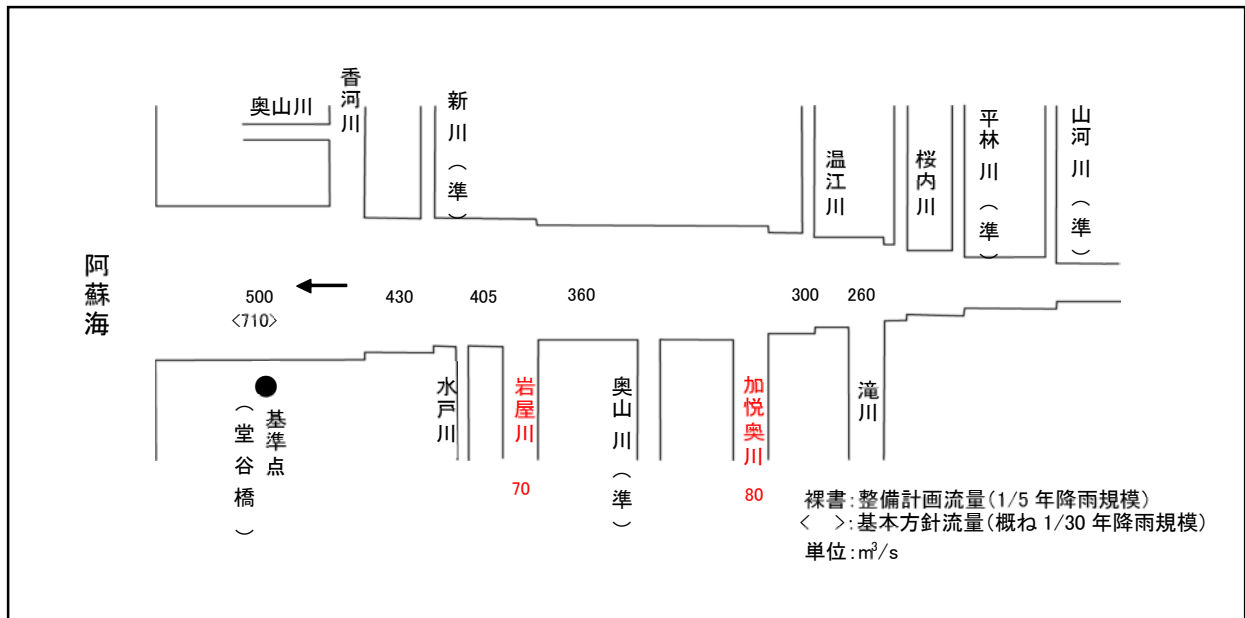 奥山川
香河川
新川（準）
温江川
桜内川
平林川（準）
山河川（準）
阿蘇海
500
<710>
430
405
360
300
260
基準点
（堂谷橋）
水戸川
岩屋川
70
奥山川（準）
加悦奥川
80
滝川
裸書：整備計画流量（1/5 年降雨規模）
< >：基本方針流量（概ね 1/30 年降雨規模）
単位：㎥/s